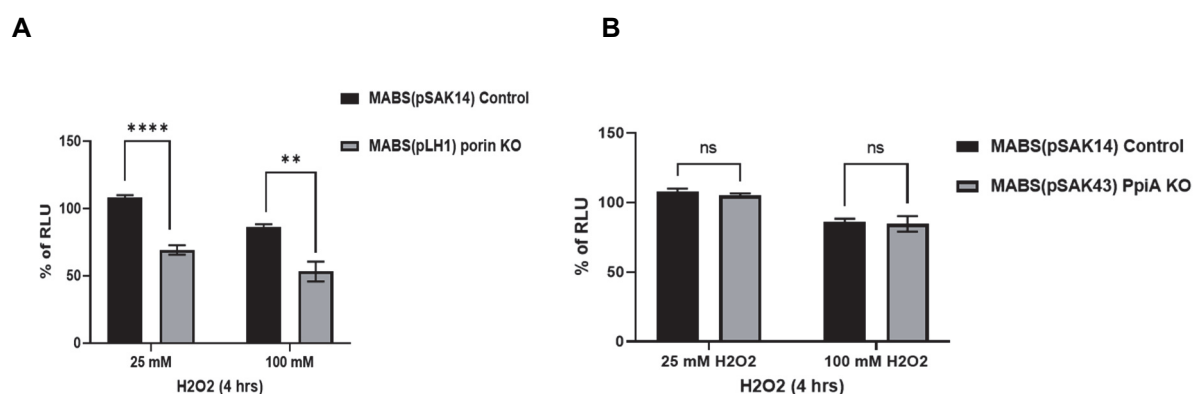 A
MABS(pSAK14) Control
MABS(pLH1) porin KO
****
**
150
100
50
0
% of RLU
25 mM
100 mM
H2O2 (4 hrs)
B
MABS(pSAK14) Control
MABS(pSAK43) PpiA KO
ns
ns
150
100
50
0
% of RLU
25 mM H2O2
100 mM H2O2
H2O2 (4 hrs)